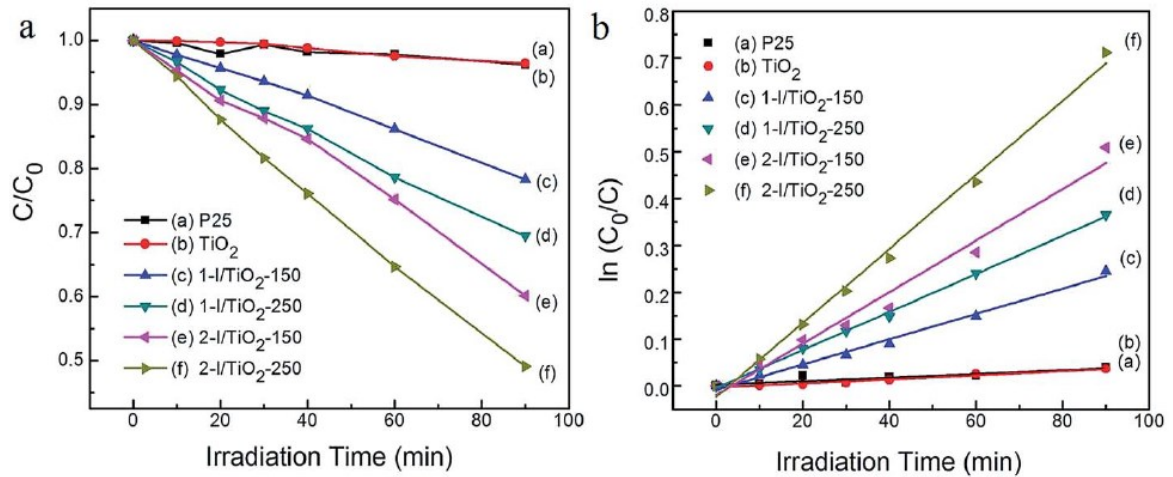 a
C/C₀
1.0
0.9
0.8
0.7
0.6
0.5
0 20 40 60 80 100
Irradiation Time (min)
(a) P25
(b) TiO₂
(c) 1-I/TiO₂-150
(d) 1-I/TiO₂-250
(e) 2-I/TiO₂-150
(f) 2-I/TiO₂-250
(a)
(b)
(c)
(d)
(e)
(f)
b
ln (C₀/C)
0.8
0.7
0.6
0.5
0.4
0.3
0.2
0.1
0.0
0 20 40 60 80 100
Irradiation Time (min)
(a) P25
(b) TiO₂
(c) 1-I/TiO₂-150
(d) 1-I/TiO₂-250
(e) 2-I/TiO₂-150
(f) 2-I/TiO₂-250
(f)
(e)
(d)
(c)
(b)
(a)